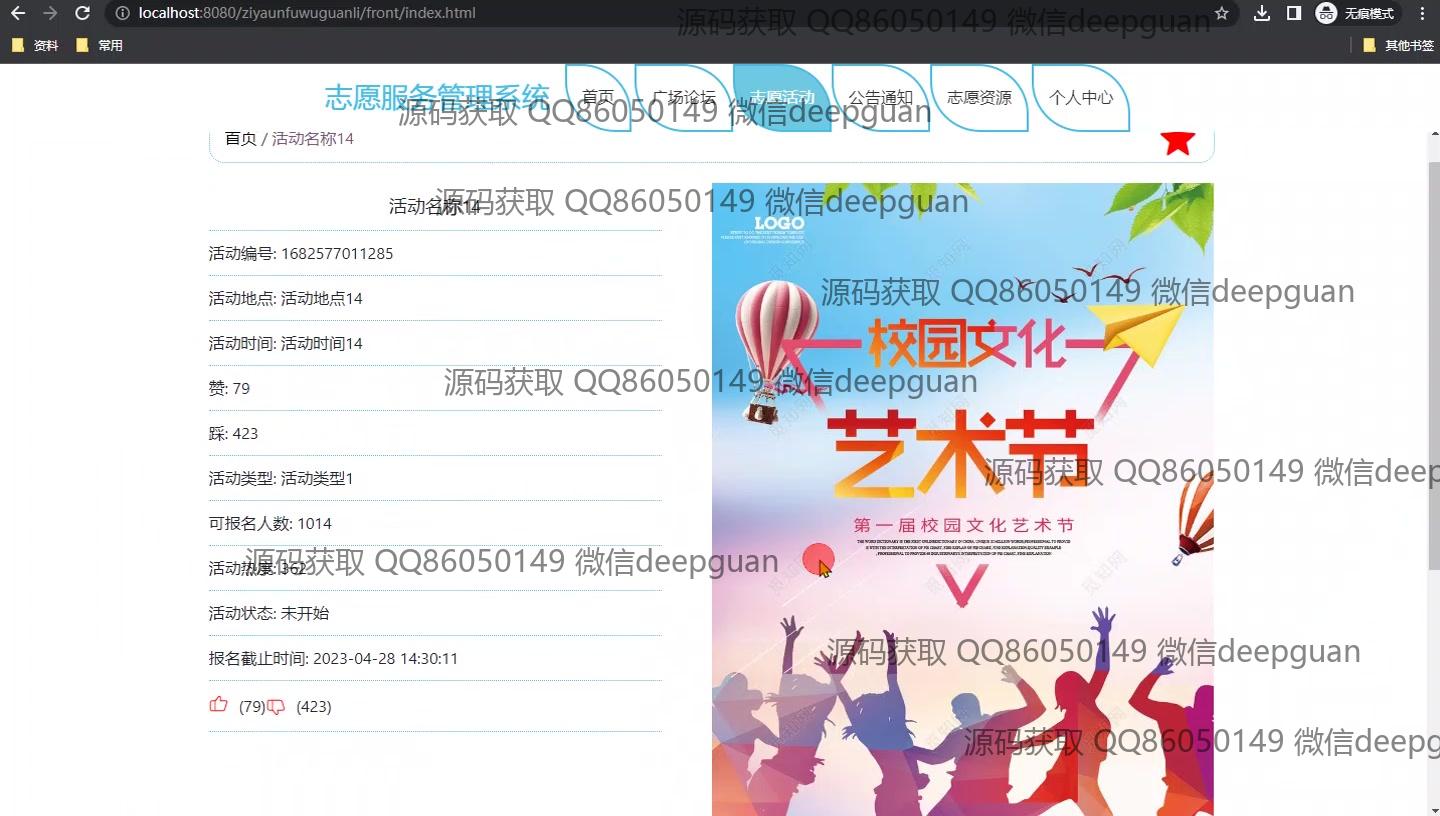 localhost:8080/ziyaunfuwuguanli/front/index.html
无痕模式
资料
常用
其他书签
源码获取 QQ86050149 微信deepguan
志愿服务管理系统
首页
广场论坛
志愿活动
公告通知
志愿资源
个人中心
源码获取 QQ86050149 微信deepguan
首页 / 活动名称14
活动名称14
源码获取 QQ86050149 微信deepguan
LOGO
活动编号: 1682577011285
活动地点: 活动地点14
源码获取 QQ86050149 微信deepguan
活动时间: 活动时间14
校园文化
赞: 79
源码获取 QQ86050149 微信deepguan
踩: 423
艺术节
活动类型: 活动类型1
源码获取 QQ86050149 微信deep
可报名人数: 1014
第一届校园文化艺术节
活动热度: 362
源码获取 QQ86050149 微信deepguan
活动状态: 未开始
报名截止时间: 2023-04-28 14:30:11
源码获取 QQ86050149 微信deepguan
(79) (423)
源码获取 QQ86050149 微信deepg